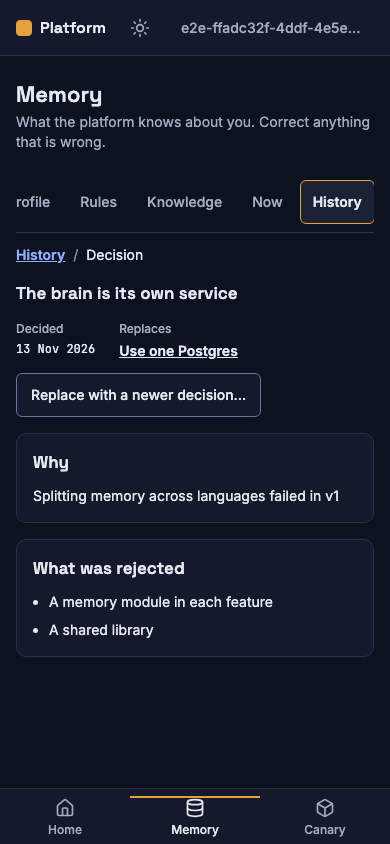 Platform
e2e-ffadc32f-4ddf-4e5e...
Memory
What the platform knows about you. Correct anything
that is wrong.
rofile
Rules
Knowledge
Now
History
History / Decision
The brain is its own service
Decided
Replaces
13 Nov 2026
Use one Postgres
Replace with a newer decision...
Why
Splitting memory across languages failed in v1
What was rejected
• A memory module in each feature
• A shared library
Home
Memory
Canary